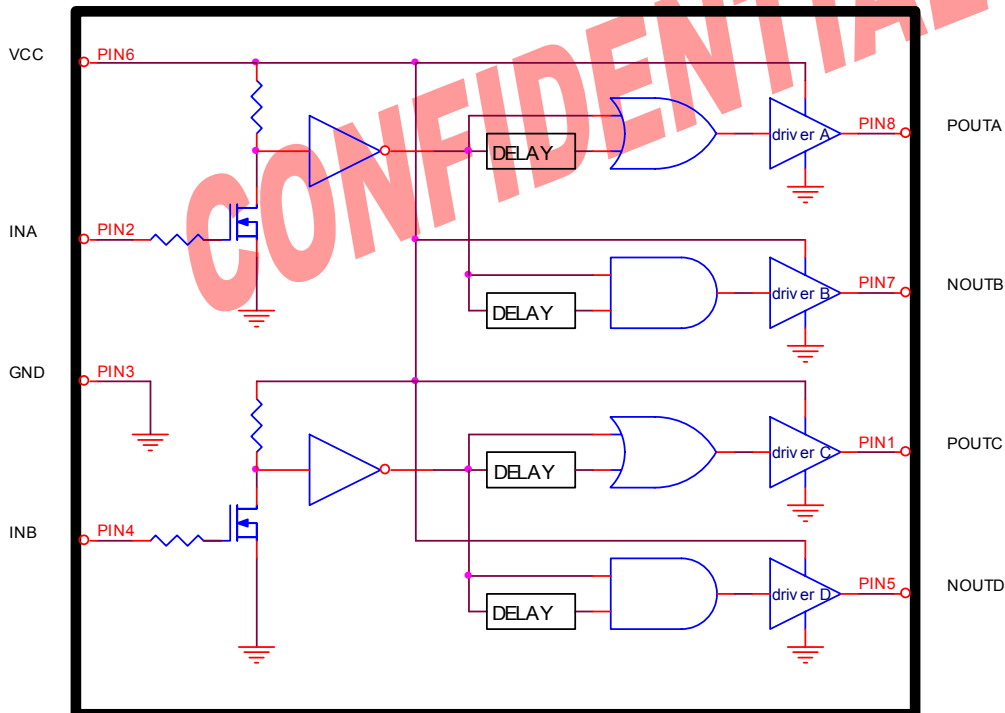 CONFIDENTIAL
VCC
PIN6
POUTA
PIN8
driver A
DELAY
INA
PIN2
NOUTB
PIN7
driver B
DELAY
GND
PIN3
POUTC
PIN1
driver C
DELAY
INB
PIN4
NOUTD
PIN5
driver D
DELAY